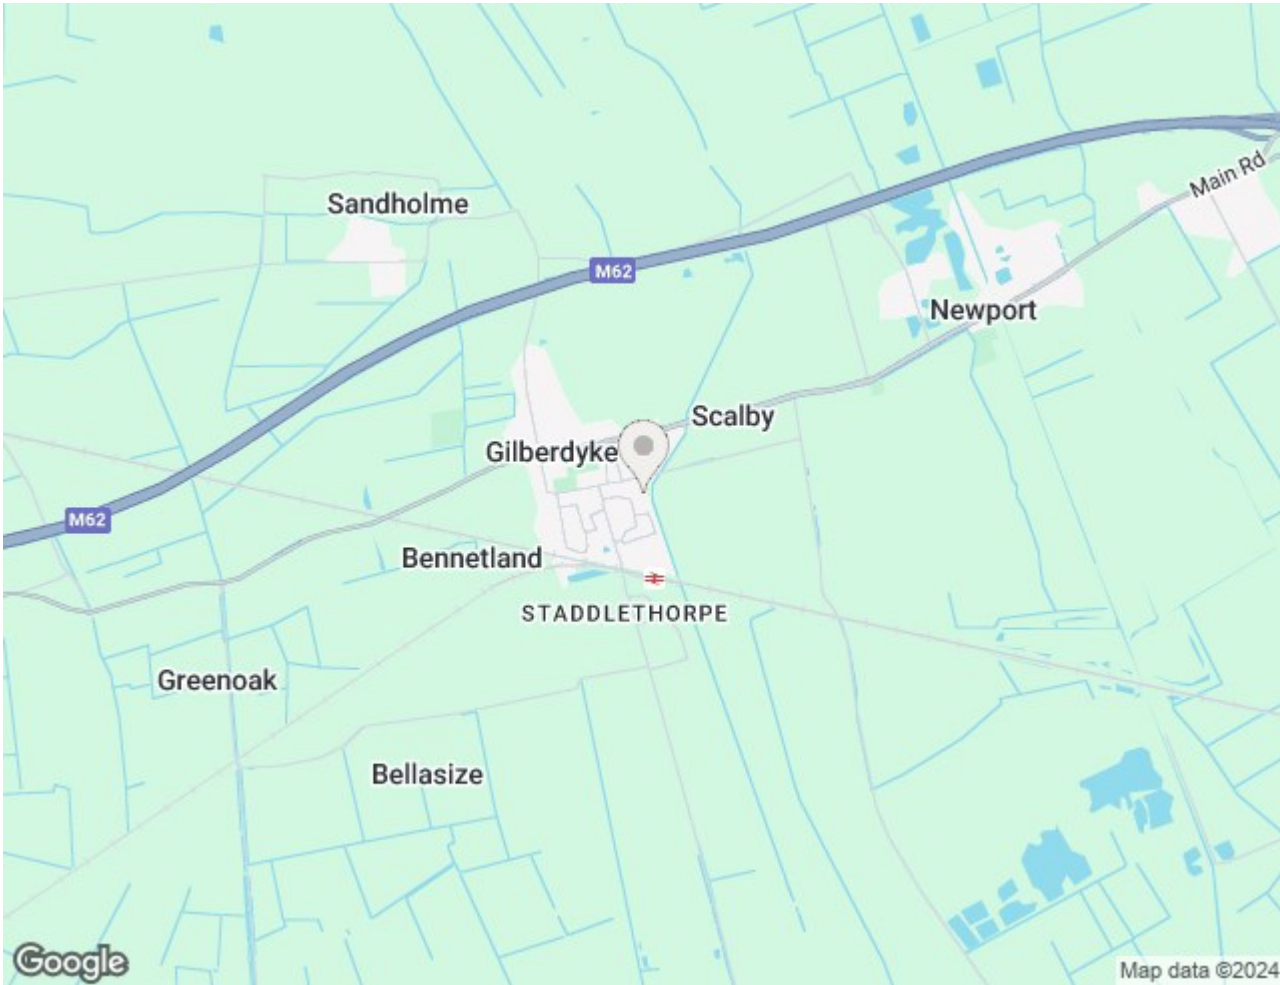 Main Rd
Sandholme
M62
Newport
Scalby
Gilberdyke
M62
Bennetland
STADDLETHORPE
Greenoak
Bellasize
Google
Map data ©2024